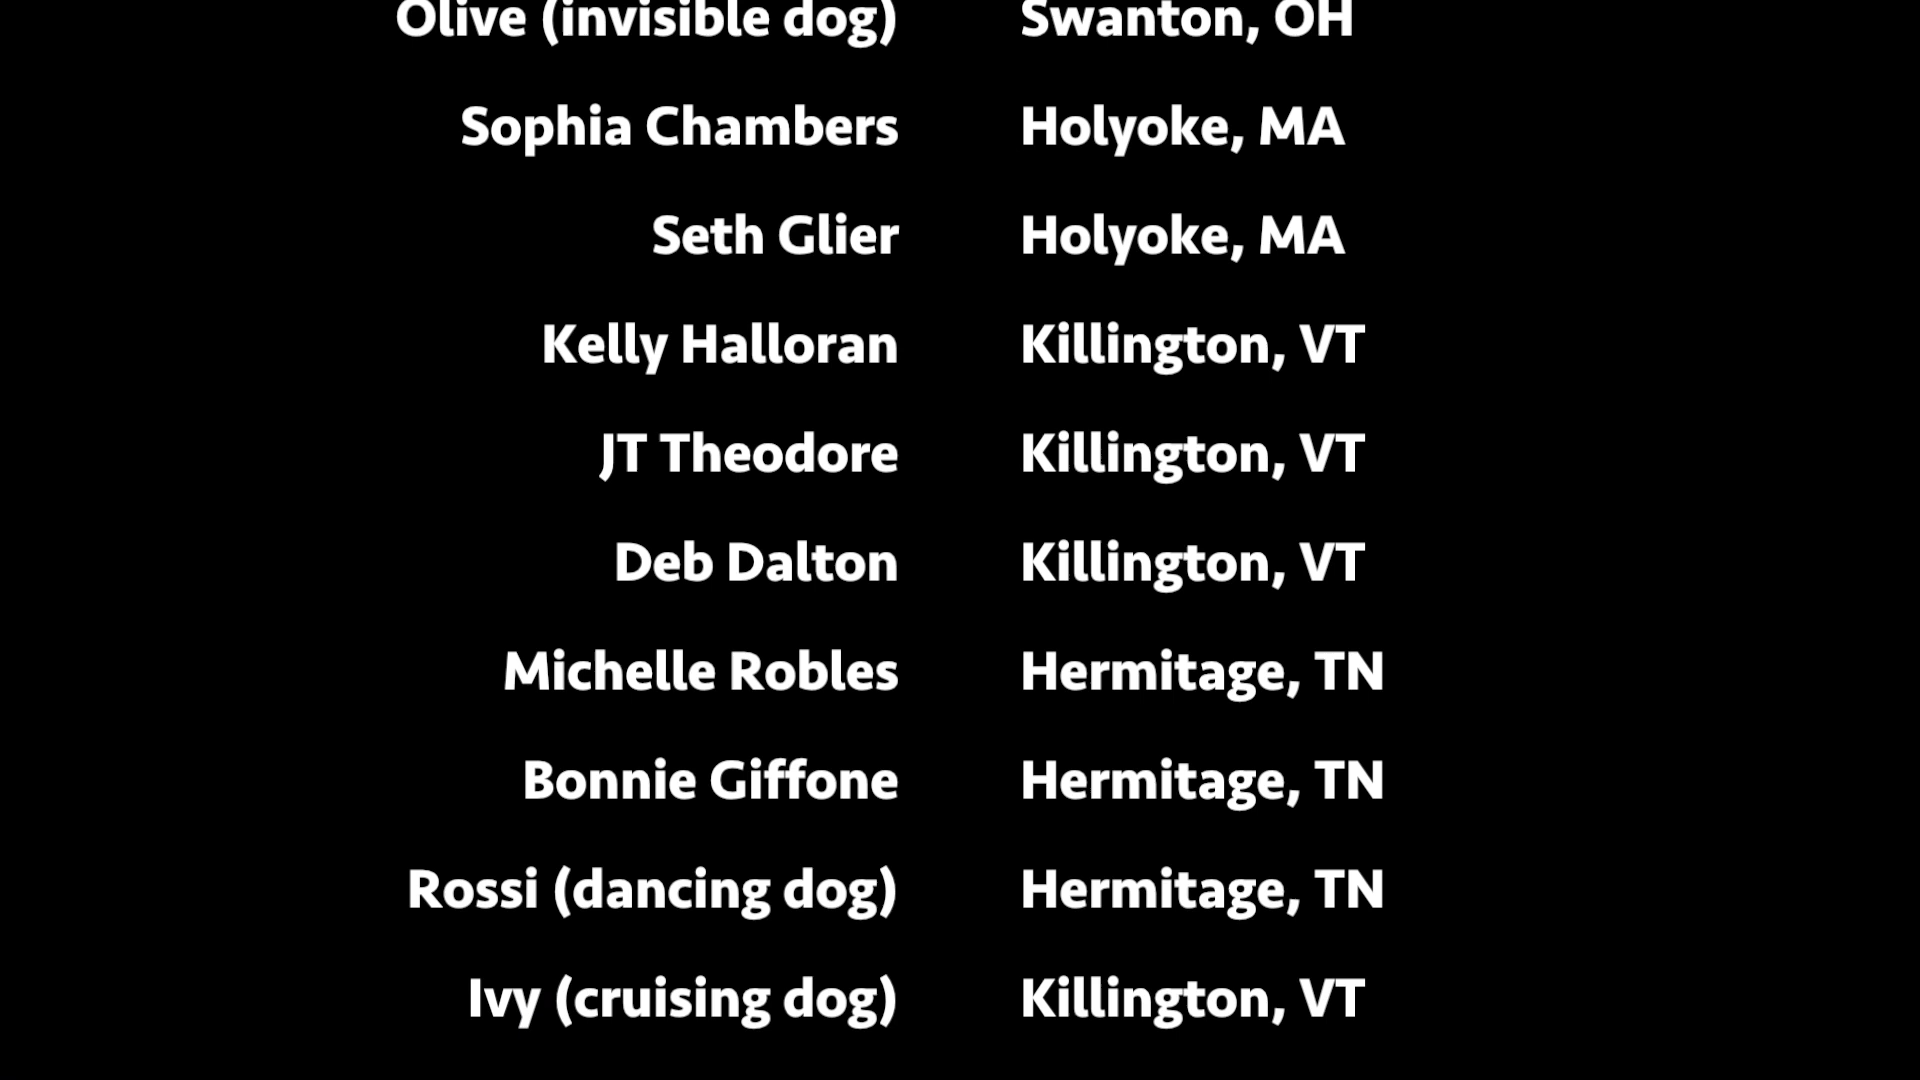 Olive (invisible dog) Swanton, OH
Sophia Chambers Holyoke, MA
Seth Glier Holyoke, MA
Kelly Halloran Killington, VT
JT Theodore Killington, VT
Deb Dalton Killington, VT
Michelle Robles Hermitage, TN
Bonnie Giffone Hermitage, TN
Rossi (dancing dog) Hermitage, TN
Ivy (cruising dog) Killington, VT